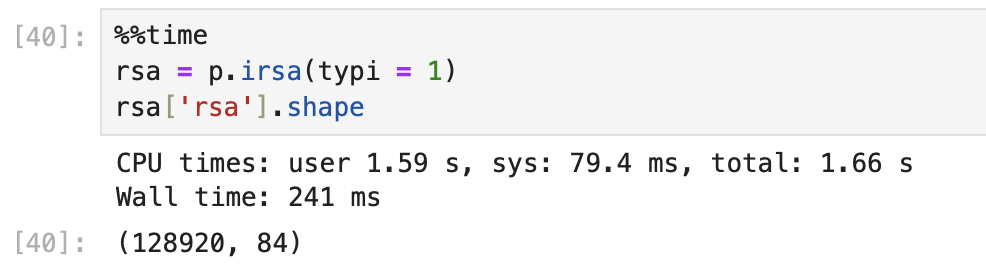 [40]: %%time
rsa = p.irsa(typi = 1)
rsa['rsa'].shape
CPU times: user 1.59 s, sys: 79.4 ms, total: 1.66 s
Wall time: 241 ms
[40]: (128920, 84)